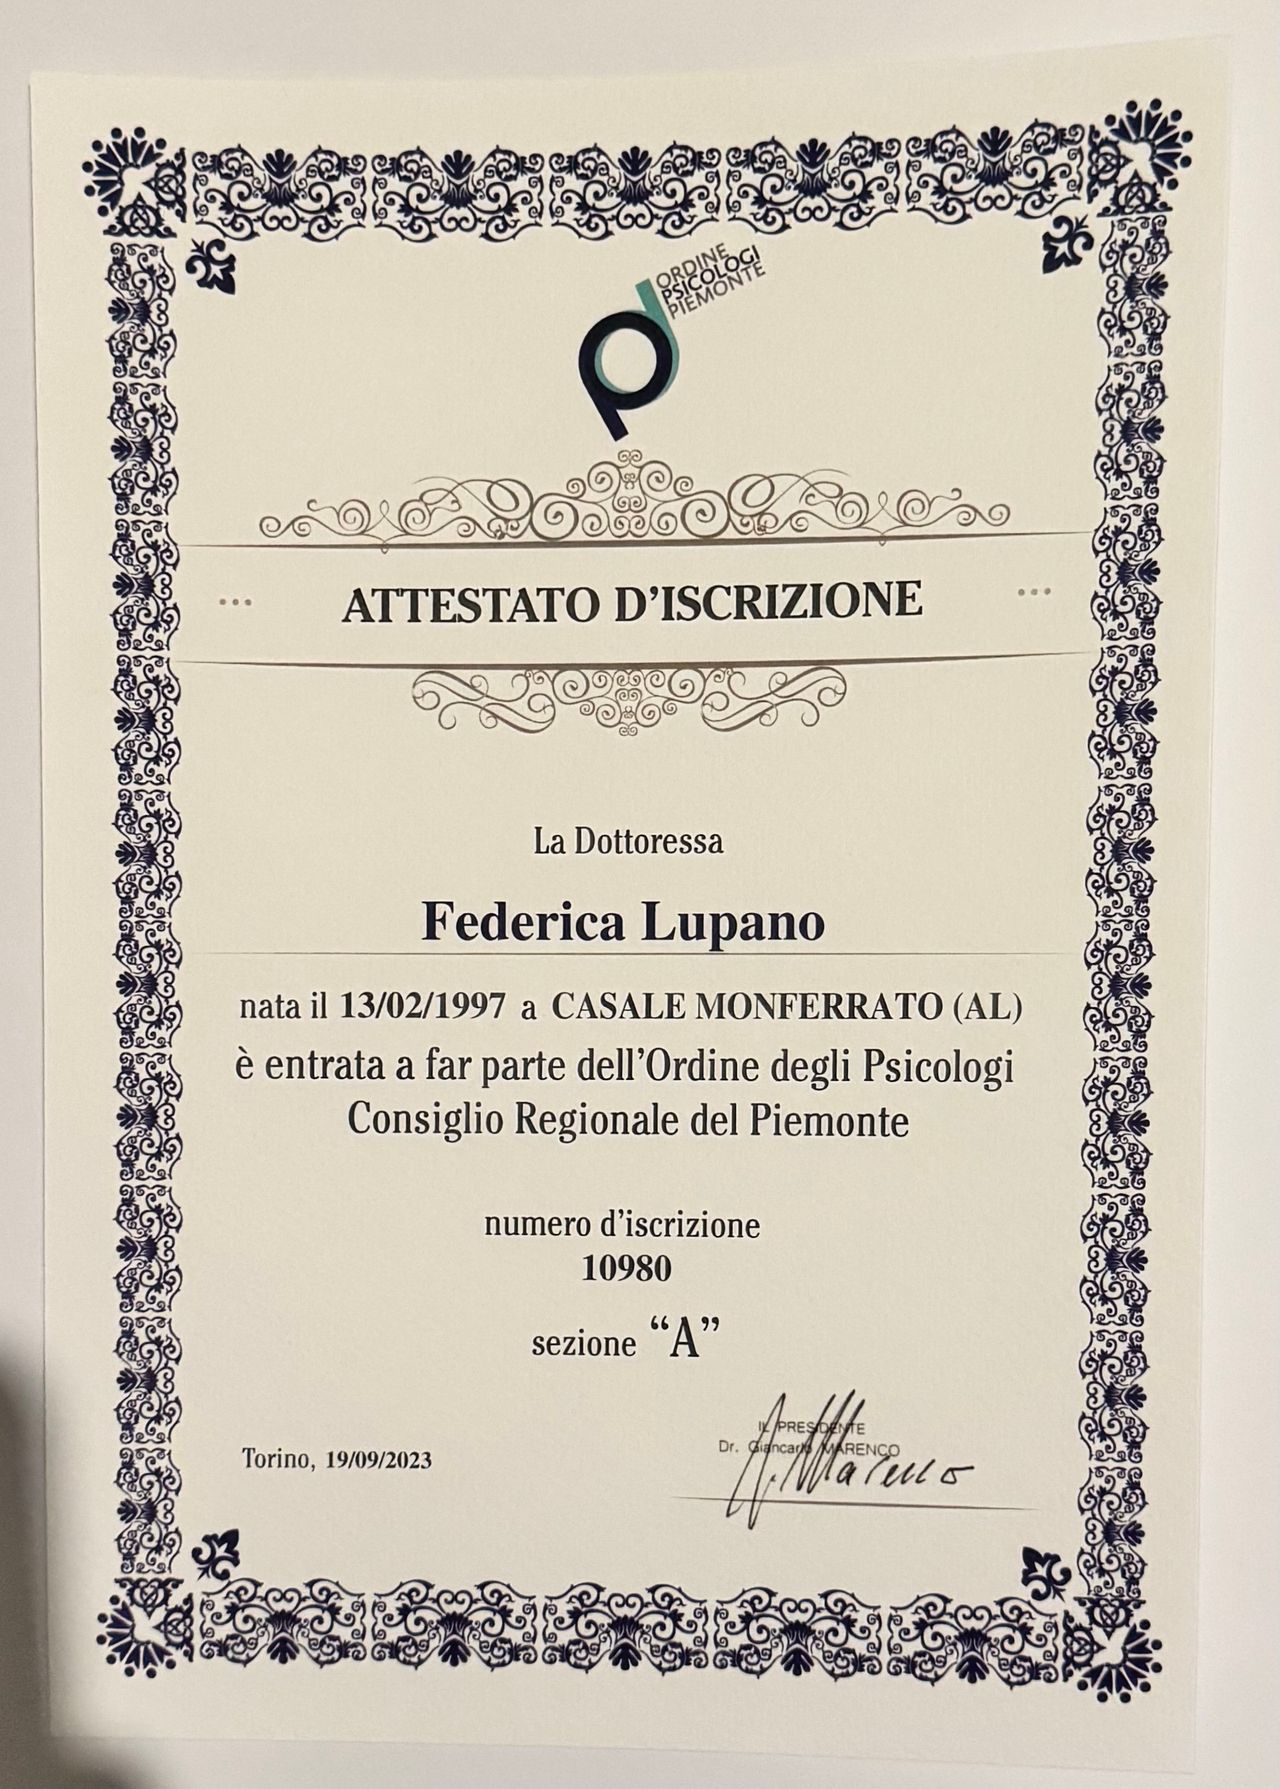 ORDINE
PSICOLOGI
PIEMONTE
ATTESTATO D'ISCRIZIONE
La Dottoressa
Federica Lupano
nata il 13/02/1997 a CASALE MONFERRATO (AL)
è entrata a far parte dell'Ordine degli Psicologi
Consiglio Regionale del Piemonte
numero d'iscrizione
10980
sezione “A”
IL PRESIDENTE
Dr. Giancarlo MARENCO
Torino, 19/09/2023
G. Marenco